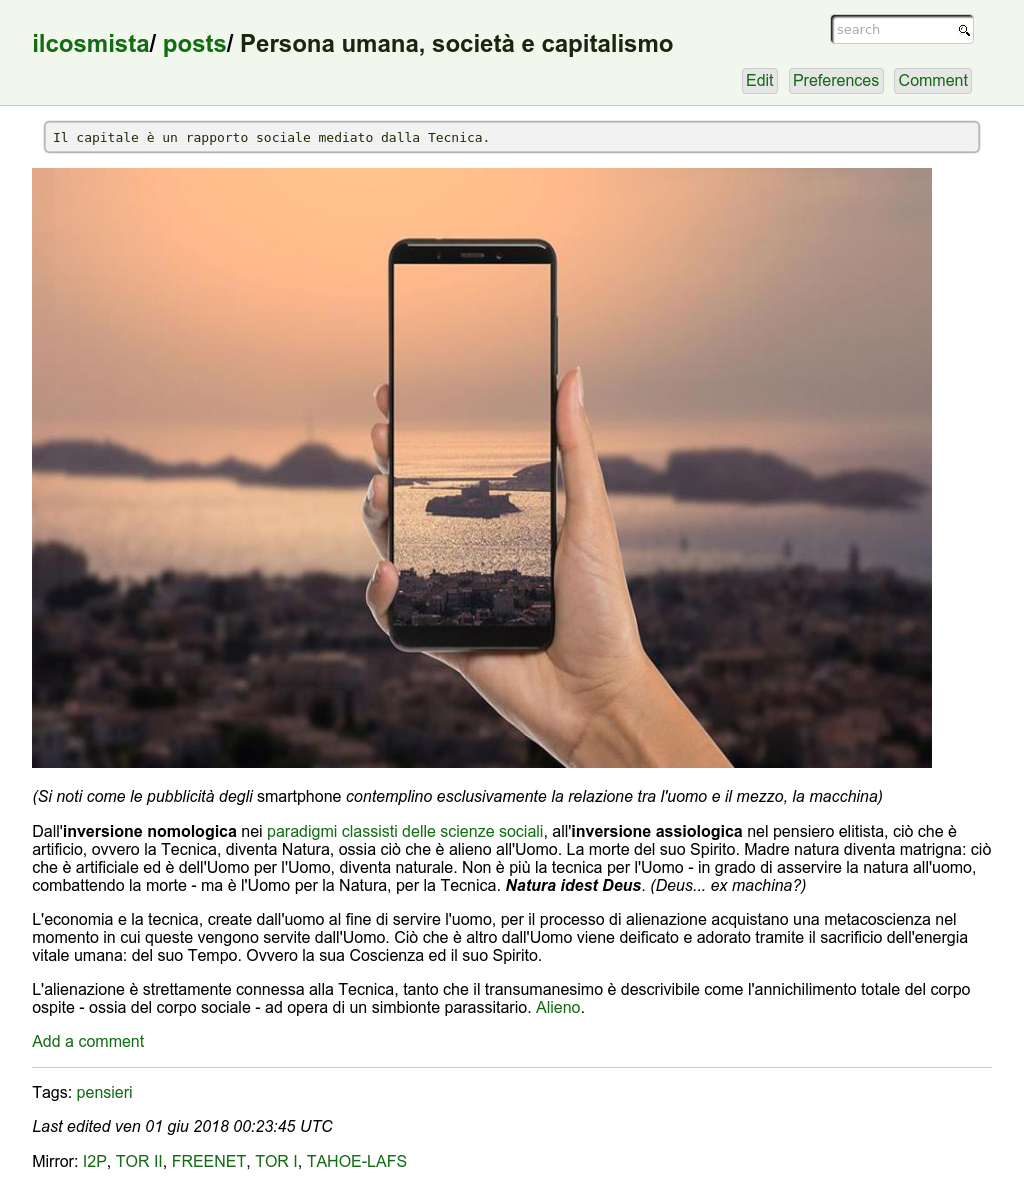 ilcosmista/ posts/ Persona umana, società e capitalismo
search
Edit Preferences Comment
Il capitale è un rapporto sociale mediato dalla Tecnica.
(Si noti come le pubblicità degli smartphone contemplino esclusivamente la relazione tra l'uomo e il mezzo, la macchina)
Dall'inversione nomologica nei paradigmi classisti delle scienze sociali, all'inversione assiologica nel pensiero elitista, ciò che è
artificio, ovvero la Tecnica, diventa Natura, ossia ciò che è alieno all'Uomo. La morte del suo Spirito. Madre natura diventa matrigna: ciò
che è artificiale ed è dell'Uomo per l'Uomo, diventa naturale. Non è più la tecnica per l'Uomo - in grado di asservire la natura all'uomo,
combattendo la morte - ma è l'Uomo per la Natura, per la Tecnica. Natura idest Deus. (Deus... ex machina?)
L'economia e la tecnica, create dall'uomo al fine di servire l'uomo, per il processo di alienazione acquistano una metacoscienza nel
momento in cui queste vengono servite dall'Uomo. Ciò che è altro dall'Uomo viene deificato e adorato tramite il sacrificio dell'energia
vitale umana: del suo Tempo. Ovvero la sua Coscienza ed il suo Spirito.
L'alienazione è strettamente connessa alla Tecnica, tanto che il transumanesimo è descrivibile come l'annichilimento totale del corpo
ospite - ossia del corpo sociale - ad opera di un simbionte parassitario. Alieno.
Add a comment
Tags: pensieri
Last edited ven 01 giu 2018 00:23:45 UTC
Mirror: I2P, TOR II, FREENET, TOR I, TAHOE-LAFS